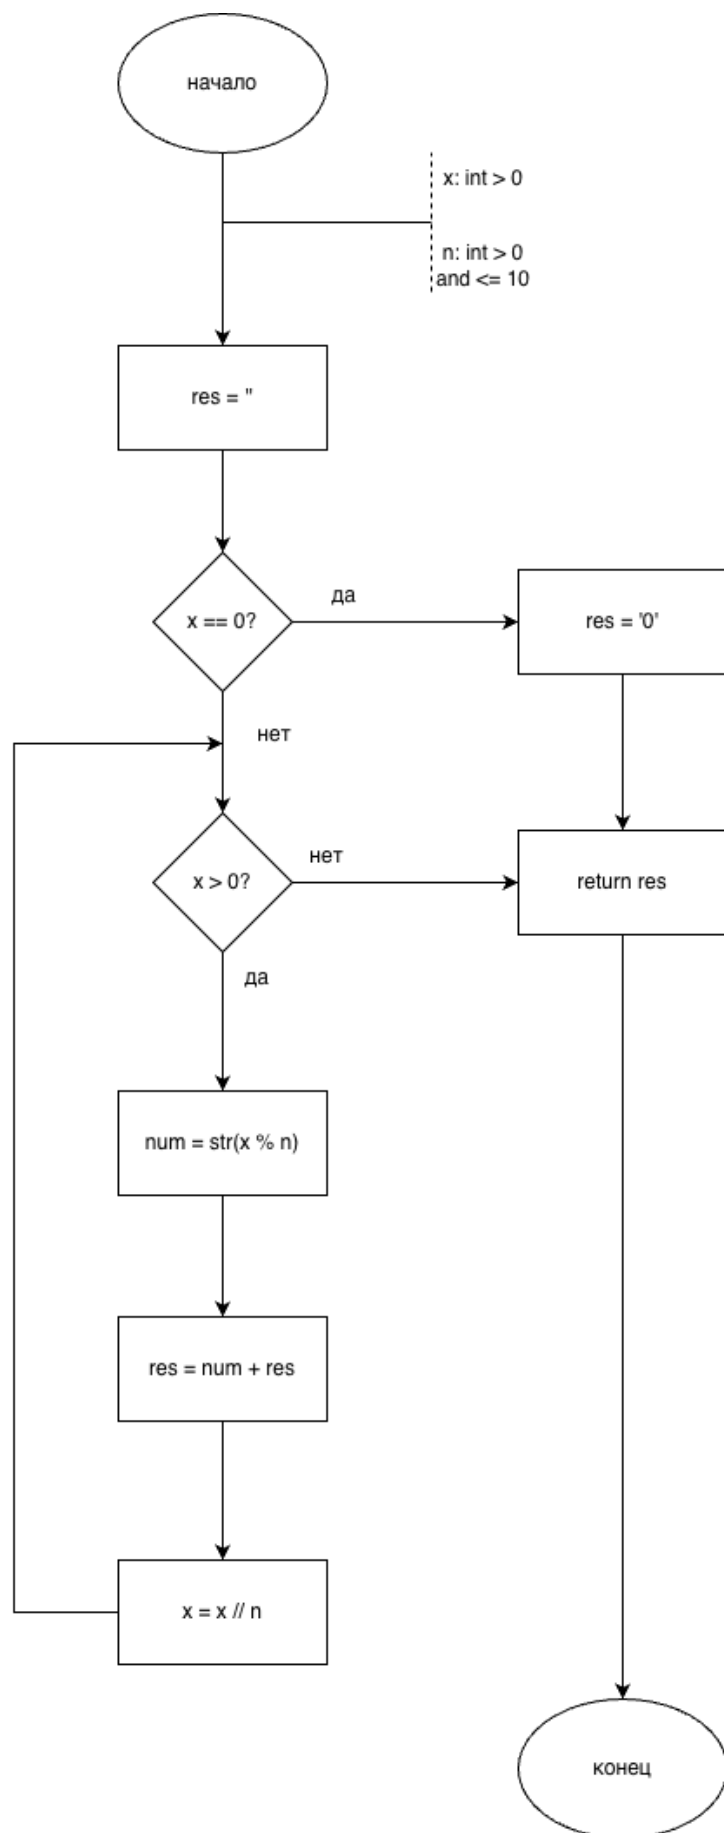 начало
x: int > 0
n: int > 0
and <= 10
res = ''
x == 0?
да
res = '0'
нет
x > 0?
нет
return res
да
num = str(x % n)
res = num + res
x = x // n
конец